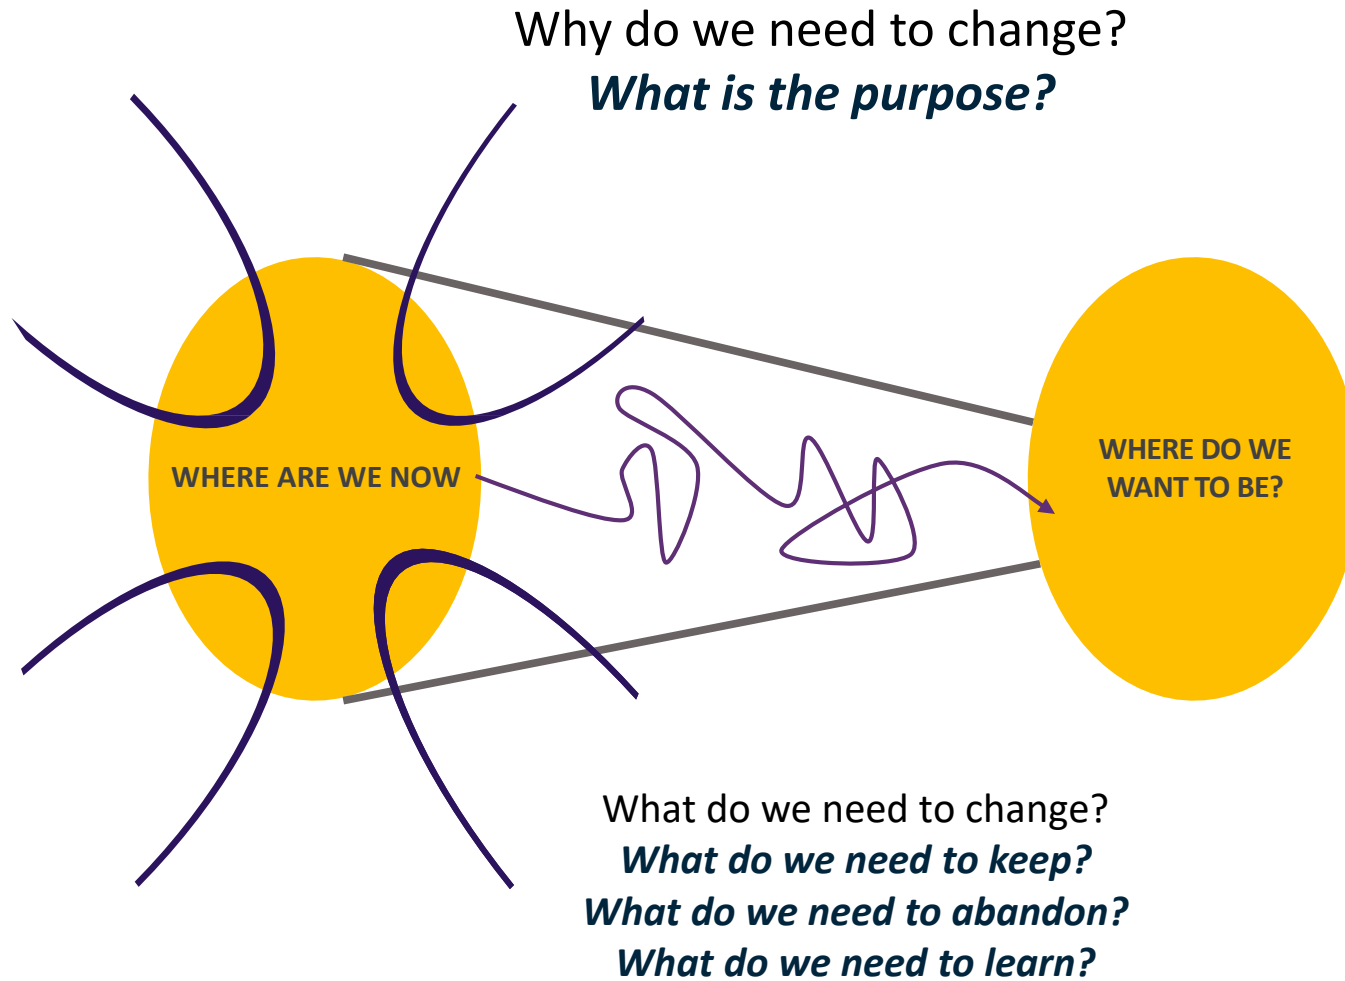 Why do we need to change?
What is the purpose?
WHERE ARE WE NOW
WHERE DO WE
WANT TO BE?
What do we need to change?
What do we need to keep?
What do we need to abandon?
What do we need to learn?